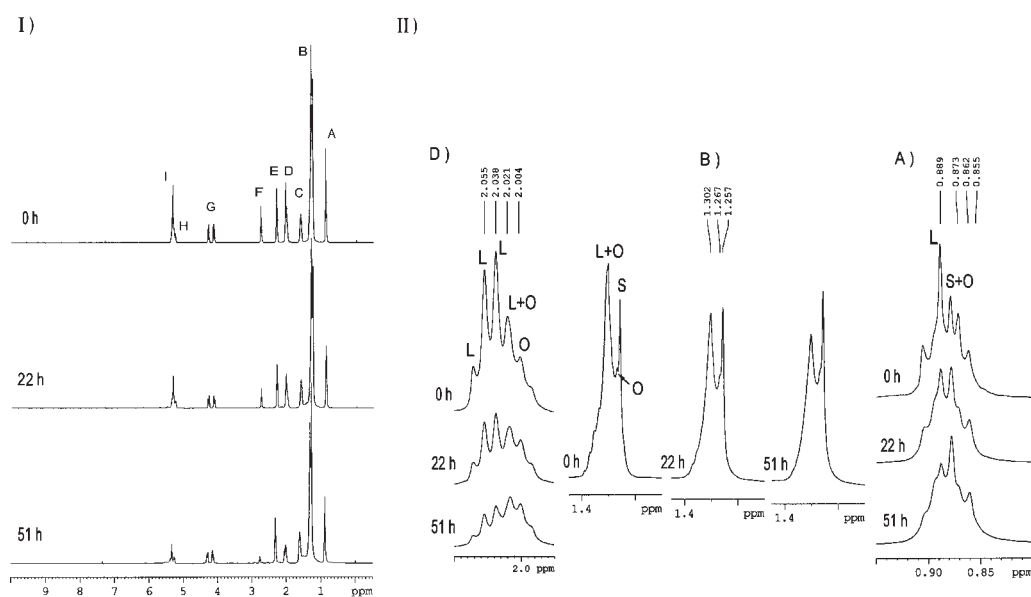 I)
B
A
I
E
D
F
C
G
H
0 h
22 h
51 h
9 8 7 6 5 4 3 2 1 ppm
II)
D)
2.055
2.038
2.021
2.004
L
L
L
L+O
O
0 h
22 h
51 h
2.0 ppm
B)
1.302
1.267
1.257
L+O
S
O
0 h
22 h
51 h
1.4 ppm
1.4 ppm
1.4 ppm
A)
0.889
0.873
0.862
0.855
L
S+O
0 h
22 h
51 h
0.90 0.85 ppm